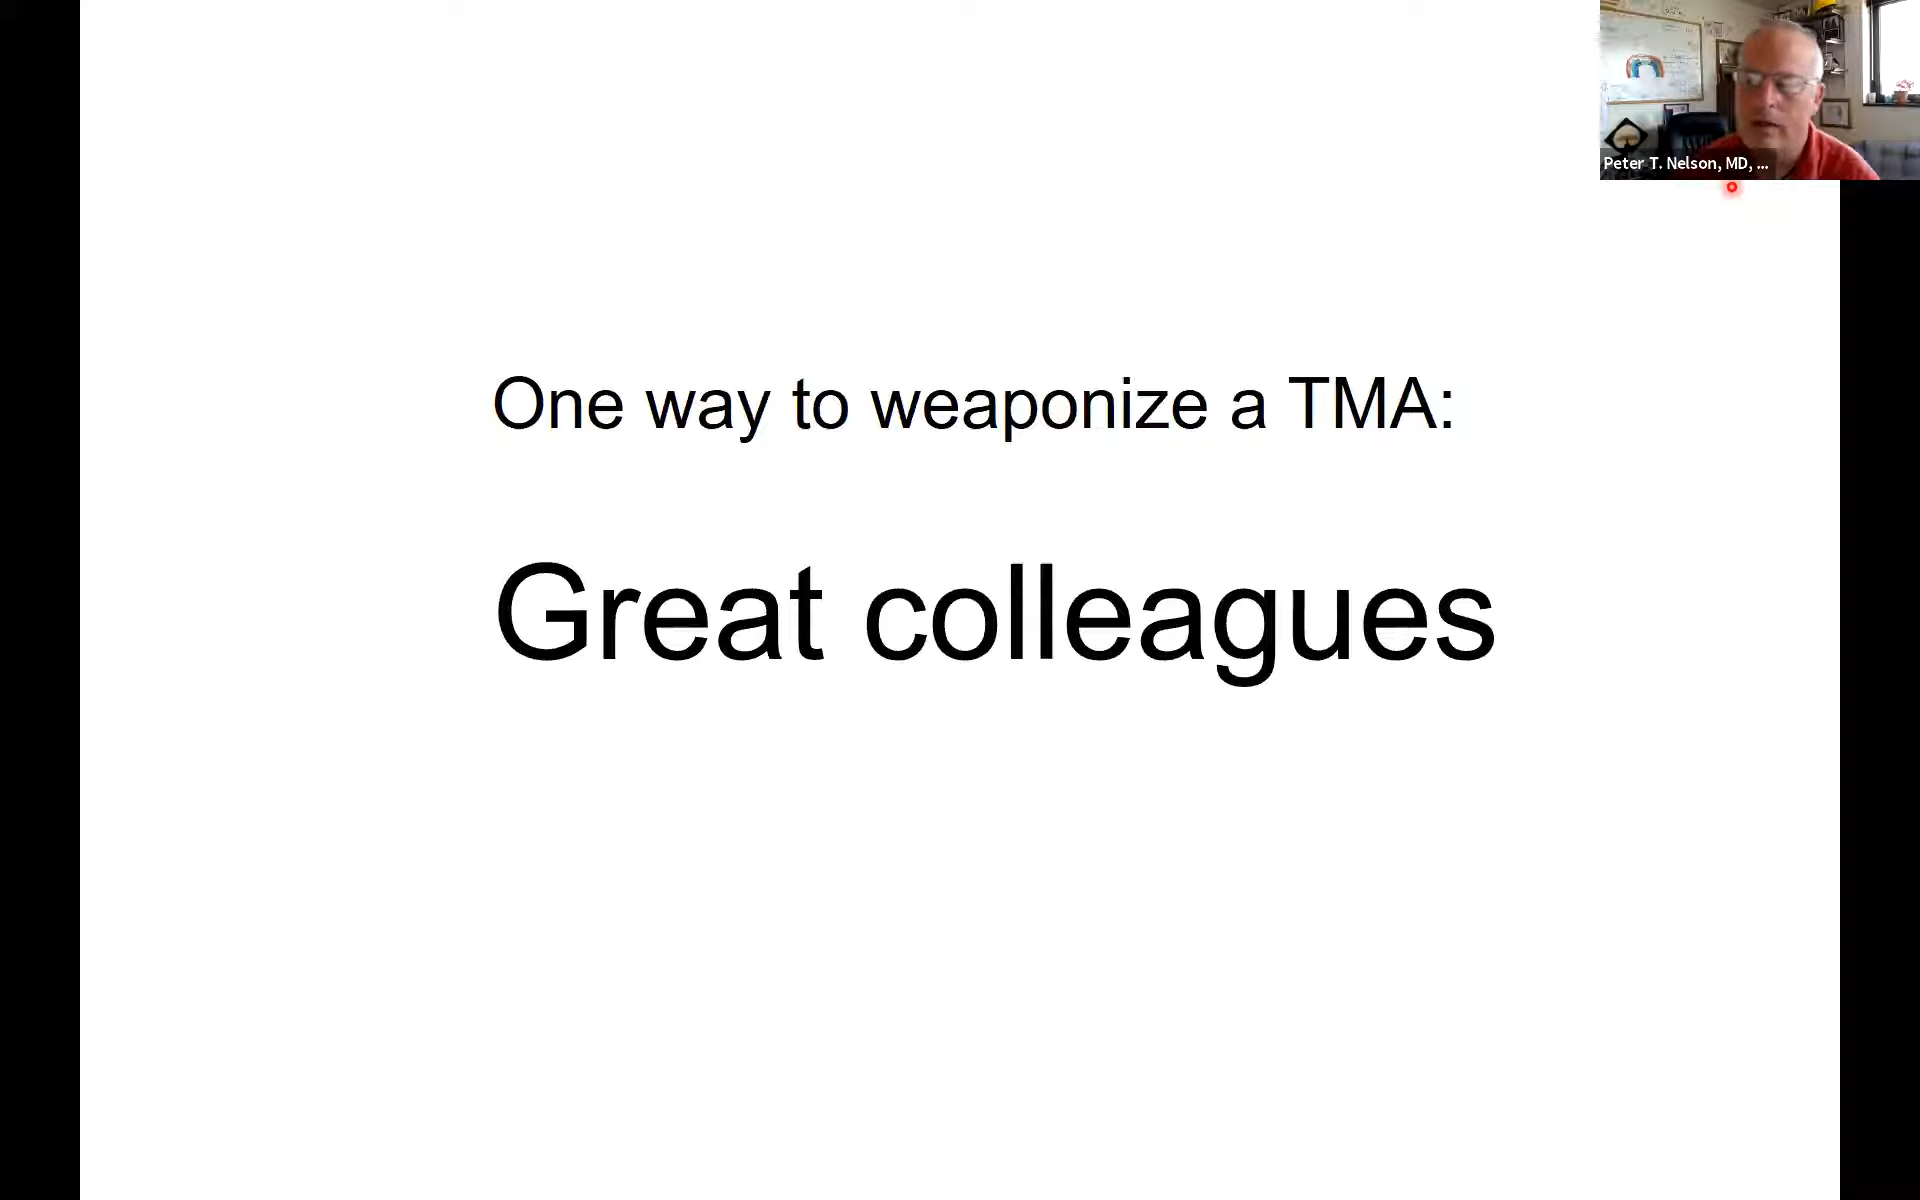 Peter T. Nelson, MD, ...
One way to weaponize a TMA:
Great colleagues